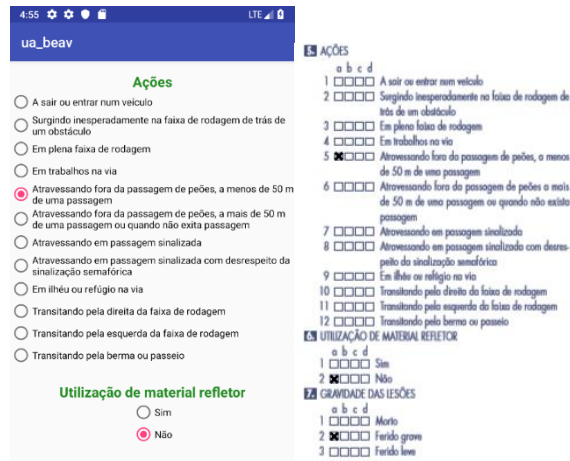 4:55
LTE
ua_beav
Ações
A sair ou entrar num veículo
Surgindo inesperadamente na faixa de rodagem de trás de
um obstáculo
Em plena faixa de rodagem
Em trabalhos na via
Atravessando fora da passagem de peões, a menos de 50 m
de uma passagem
Atravessando fora da passagem de peões, a mais de 50 m
de uma passagem ou quando não exita passagem
Atravessando em passagem sinalizada
Atravessando em passagem sinalizada com desrespeito da
sinalização semafórica
Em ilhéu ou refúgio na via
Transitando pela direita da faixa de rodagem
Transitando pela esquerda da faixa de rodagem
Transitando pela berma ou passeio
Utilização de material refletor
Sim
Não
5. AÇÕES
a b c d
1 A sair ou entrar num veículo
2 Surgindo inesperadamente na faixa de rodagem de
trás de um obstáculo
3 Em plena faixa de rodagem
4 Em trabalhos na via
5 Atravessando fora da passagem de peões, a menos
de 50 m de uma passagem
6 Atravessando fora da passagem de peões a mais
de 50 m de uma passagem ou quando não exista
passagem
7 Atravessando em passagem sinalizada
8 Atravessando em passagem sinalizada com desres-
peito da sinalização semafórica
9 Em ilhéu ou refúgio na via
10 Transitando pela direita da faixa de rodagem
11 Transitando pela esquerda da faixa de rodagem
12 Transitando pela berma ou passeio
6. UTILIZAÇÃO DE MATERIAL REFLETOR
a b c d
1 Sim
2 Não
7. GRAVIDADE DAS LESÕES
a b c d
1 Morto
2 Ferido grave
3 Ferido leve